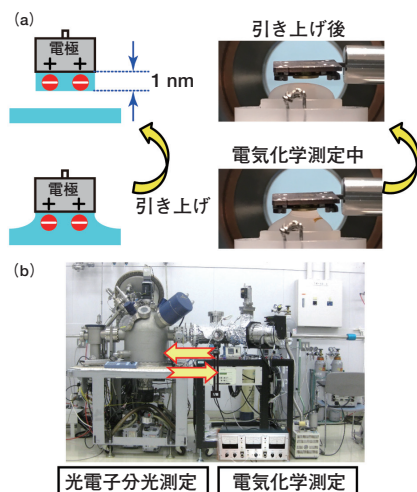 (a)
電極
+ +
− −
1 nm
引き上げ後
電極
+ +
− −
引き上げ
電気化学測定中
(b)
光電子分光測定
電気化学測定